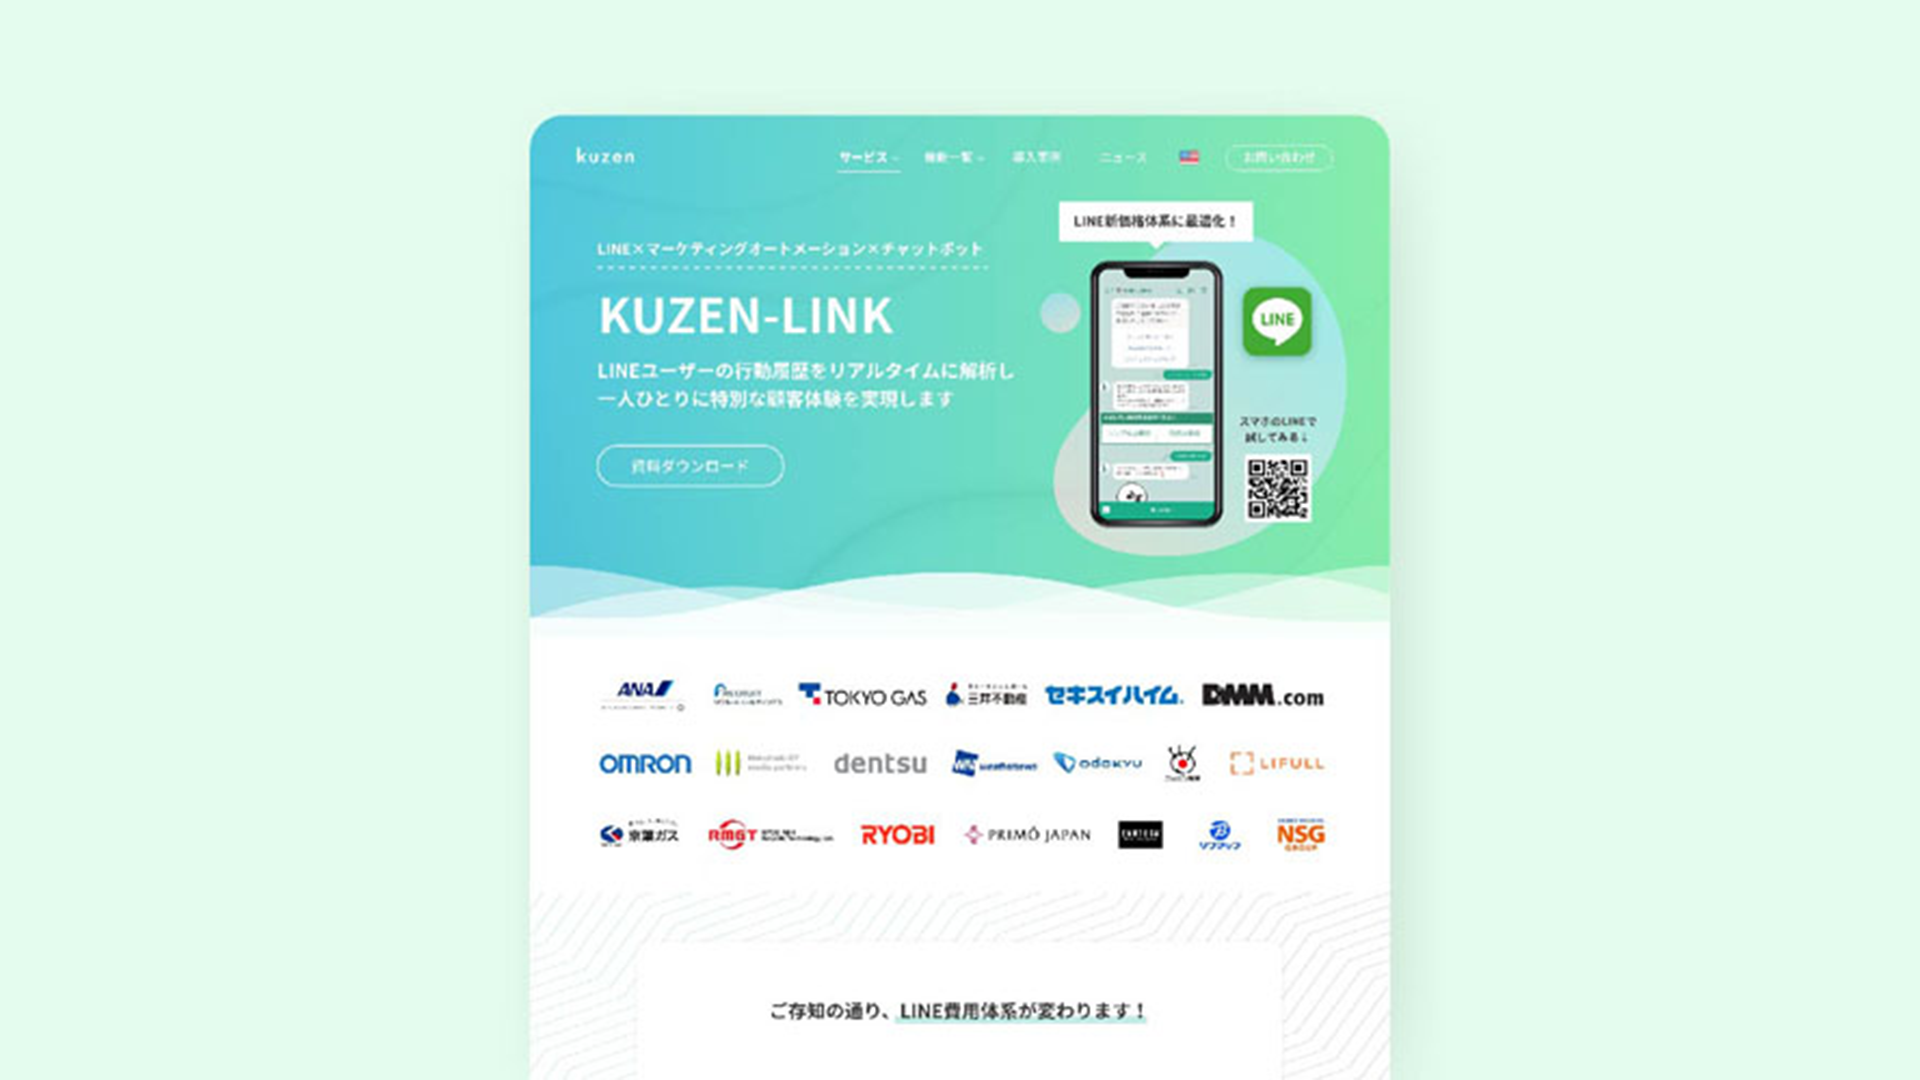 kuzen
サービス
機能一覧
導入事例
ニュース
お問い合わせ
LINE新価格体系に最適化！
LINE×マーケティングオートメーション×チャットボット
KUZEN-LINK
LINEユーザーの行動履歴をリアルタイムに解析し
一人ひとりに特別な顧客体験を実現します
資料ダウンロード
LINE
スマホのLINEで
試してみる↓
ANA
RECRUIT
TOKYO GAS
三井不動産
セキスイハイム
DMM.com
OMRON
dentsu
weathernews
ODAKYU
LIFULL
京葉ガス
RMGT
RYOBI
PRIMO JAPAN
ソフマップ
NSG
GROUP
ご存知の通り、LINE費用体系が変わります！